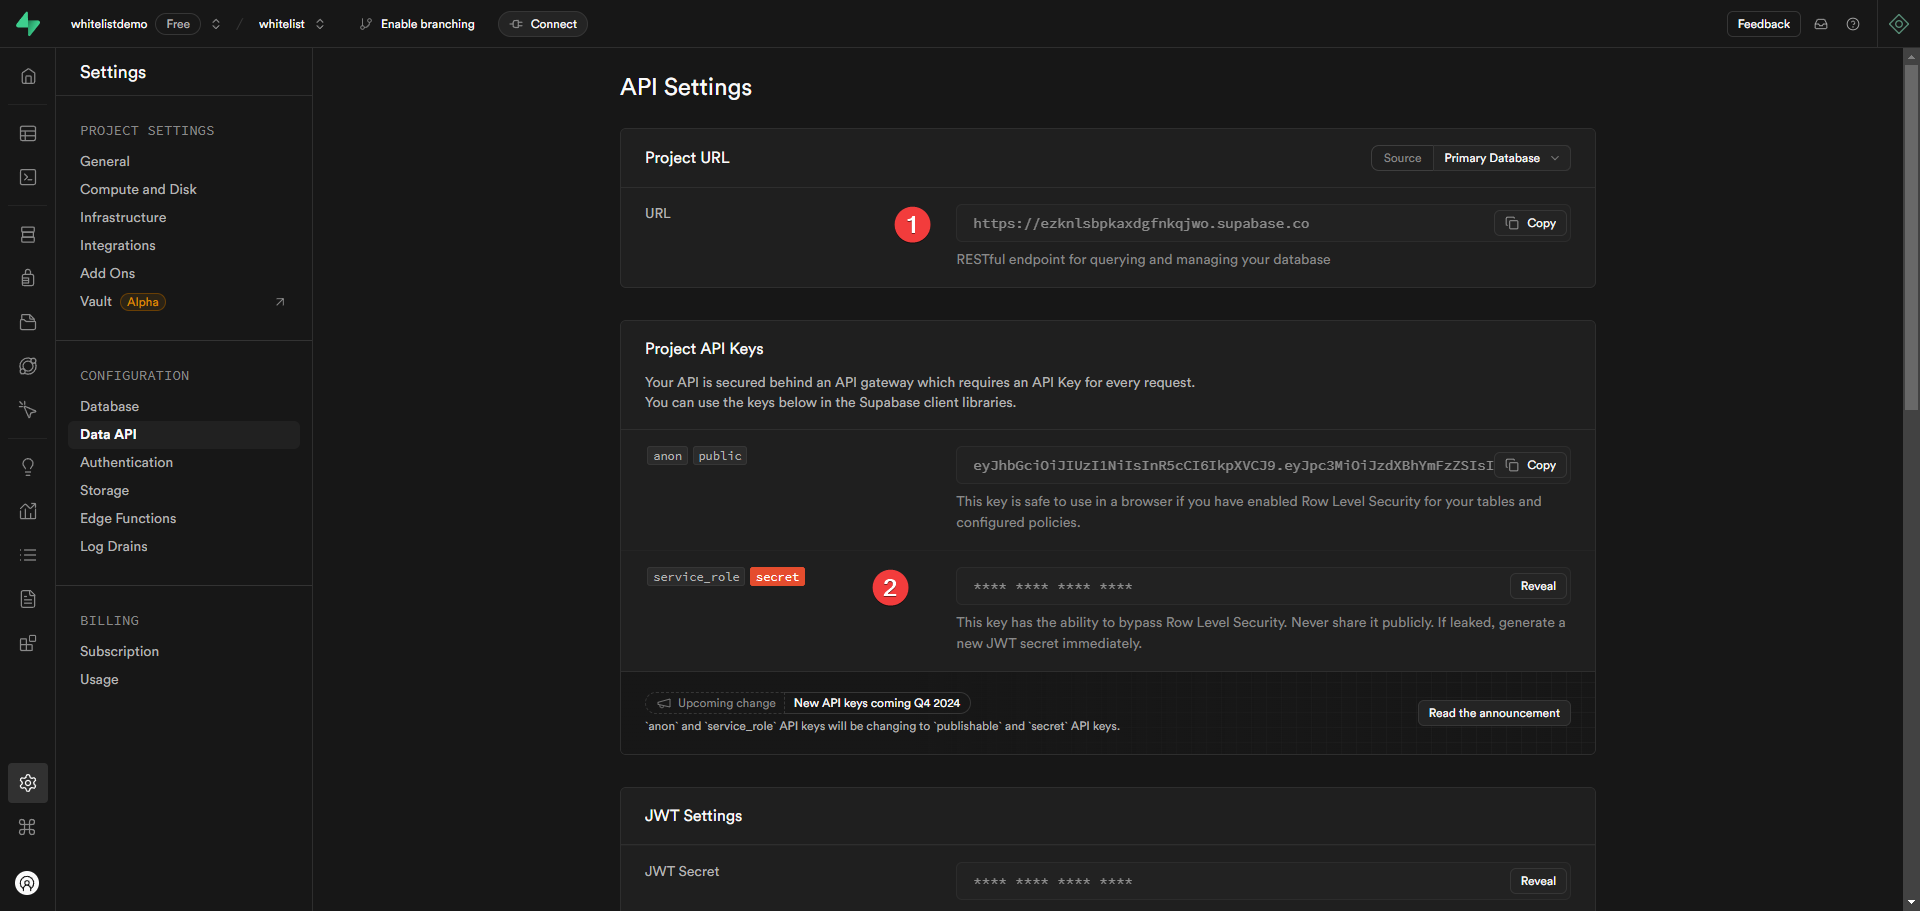 whitelistdemo Free / whitelist Enable branching Connect Feedback
Settings
PROJECT SETTINGS
General
Compute and Disk
Infrastructure
Integrations
Add Ons
Vault Alpha
CONFIGURATION
Database
Data API
Authentication
Storage
Edge Functions
Log Drains
BILLING
Subscription
Usage
API Settings
Project URL
Source Primary Database
URL
1
https://ezknlsbpkaxdgfnkqjwo.supabase.co
Copy
RESTful endpoint for querying and managing your database
Project API Keys
Your API is secured behind an API gateway which requires an API Key for every request.
You can use the keys below in the Supabase client libraries.
anon public
eyJhbGciOiJIUzI1NiIsInR5cCI6IkpXVCJ9.eyJpc3MiOiJzdXBhYmFzZSIsI
Copy
This key is safe to use in a browser if you have enabled Row Level Security for your tables and
configured policies.
service_role secret
2
**** **** **** ****
Reveal
This key has the ability to bypass Row Level Security. Never share it publicly. If leaked, generate a
new JWT secret immediately.
Upcoming change New API keys coming Q4 2024
`anon` and `service_role` API keys will be changing to `publishable` and `secret` API keys.
Read the announcement
JWT Settings
JWT Secret
**** **** **** ****
Reveal